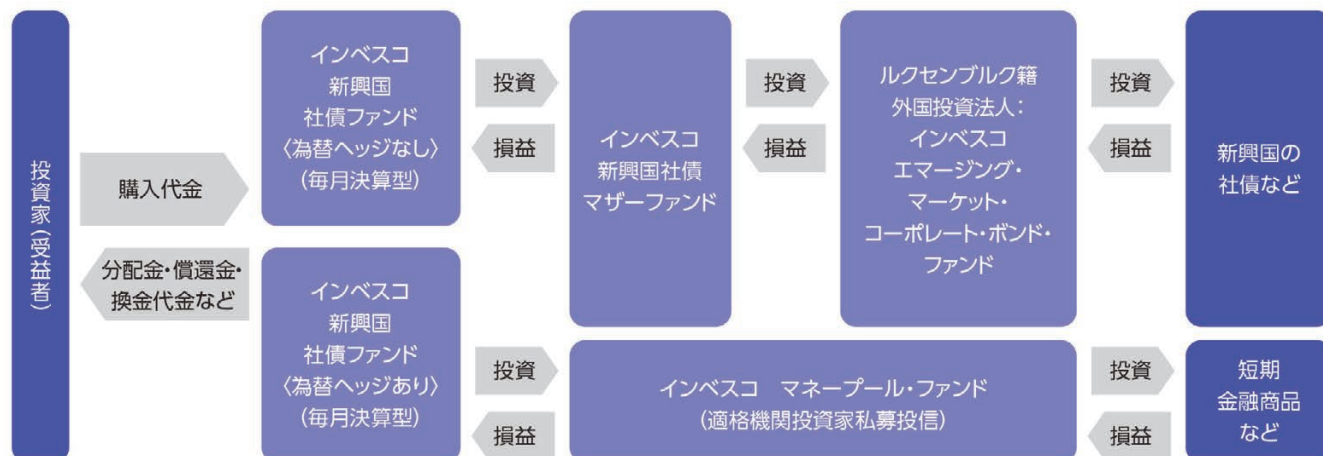 投資家(受益者)
購入代金
分配金・償還金・
換金代金など
インベスコ
新興国
社債ファンド
〈為替ヘッジなし〉
(毎月決算型)
インベスコ
新興国
社債ファンド
〈為替ヘッジあり〉
(毎月決算型)
投資
損益
インベスコ
新興国社債
マザーファンド
投資
損益
ルクセンブルク籍
外国投資法人:
インベスコ
エマージング・
マーケット・
コーポレート・ボンド・
ファンド
投資
損益
新興国の
社債など
投資
損益
インベスコ　マネープール・ファンド
(適格機関投資家私募投信)
投資
損益
短期
金融商品
など